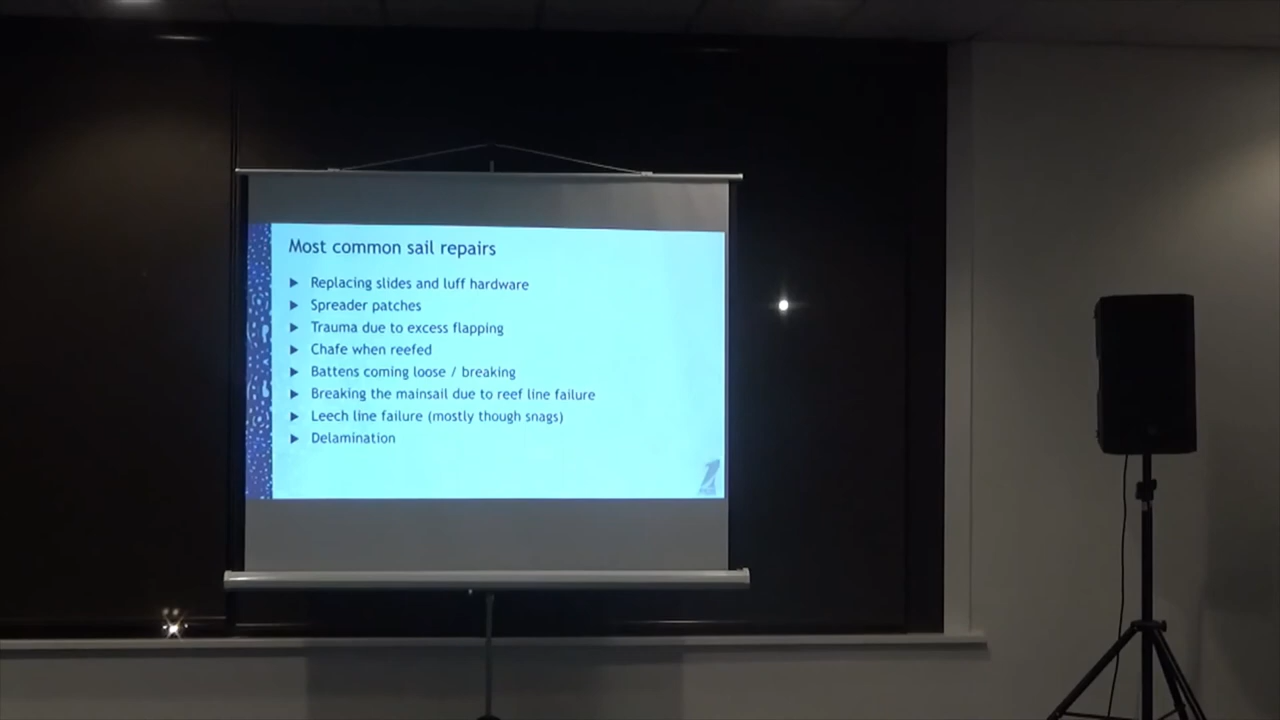 Most common sail repairs
Replacing slides and luff hardware
Spreader patches
Trauma due to excess flapping
Chafe when reefed
Battens coming loose / breaking
Breaking the mainsail due to reef line failure
Leech line failure (mostly though snags)
Delamination